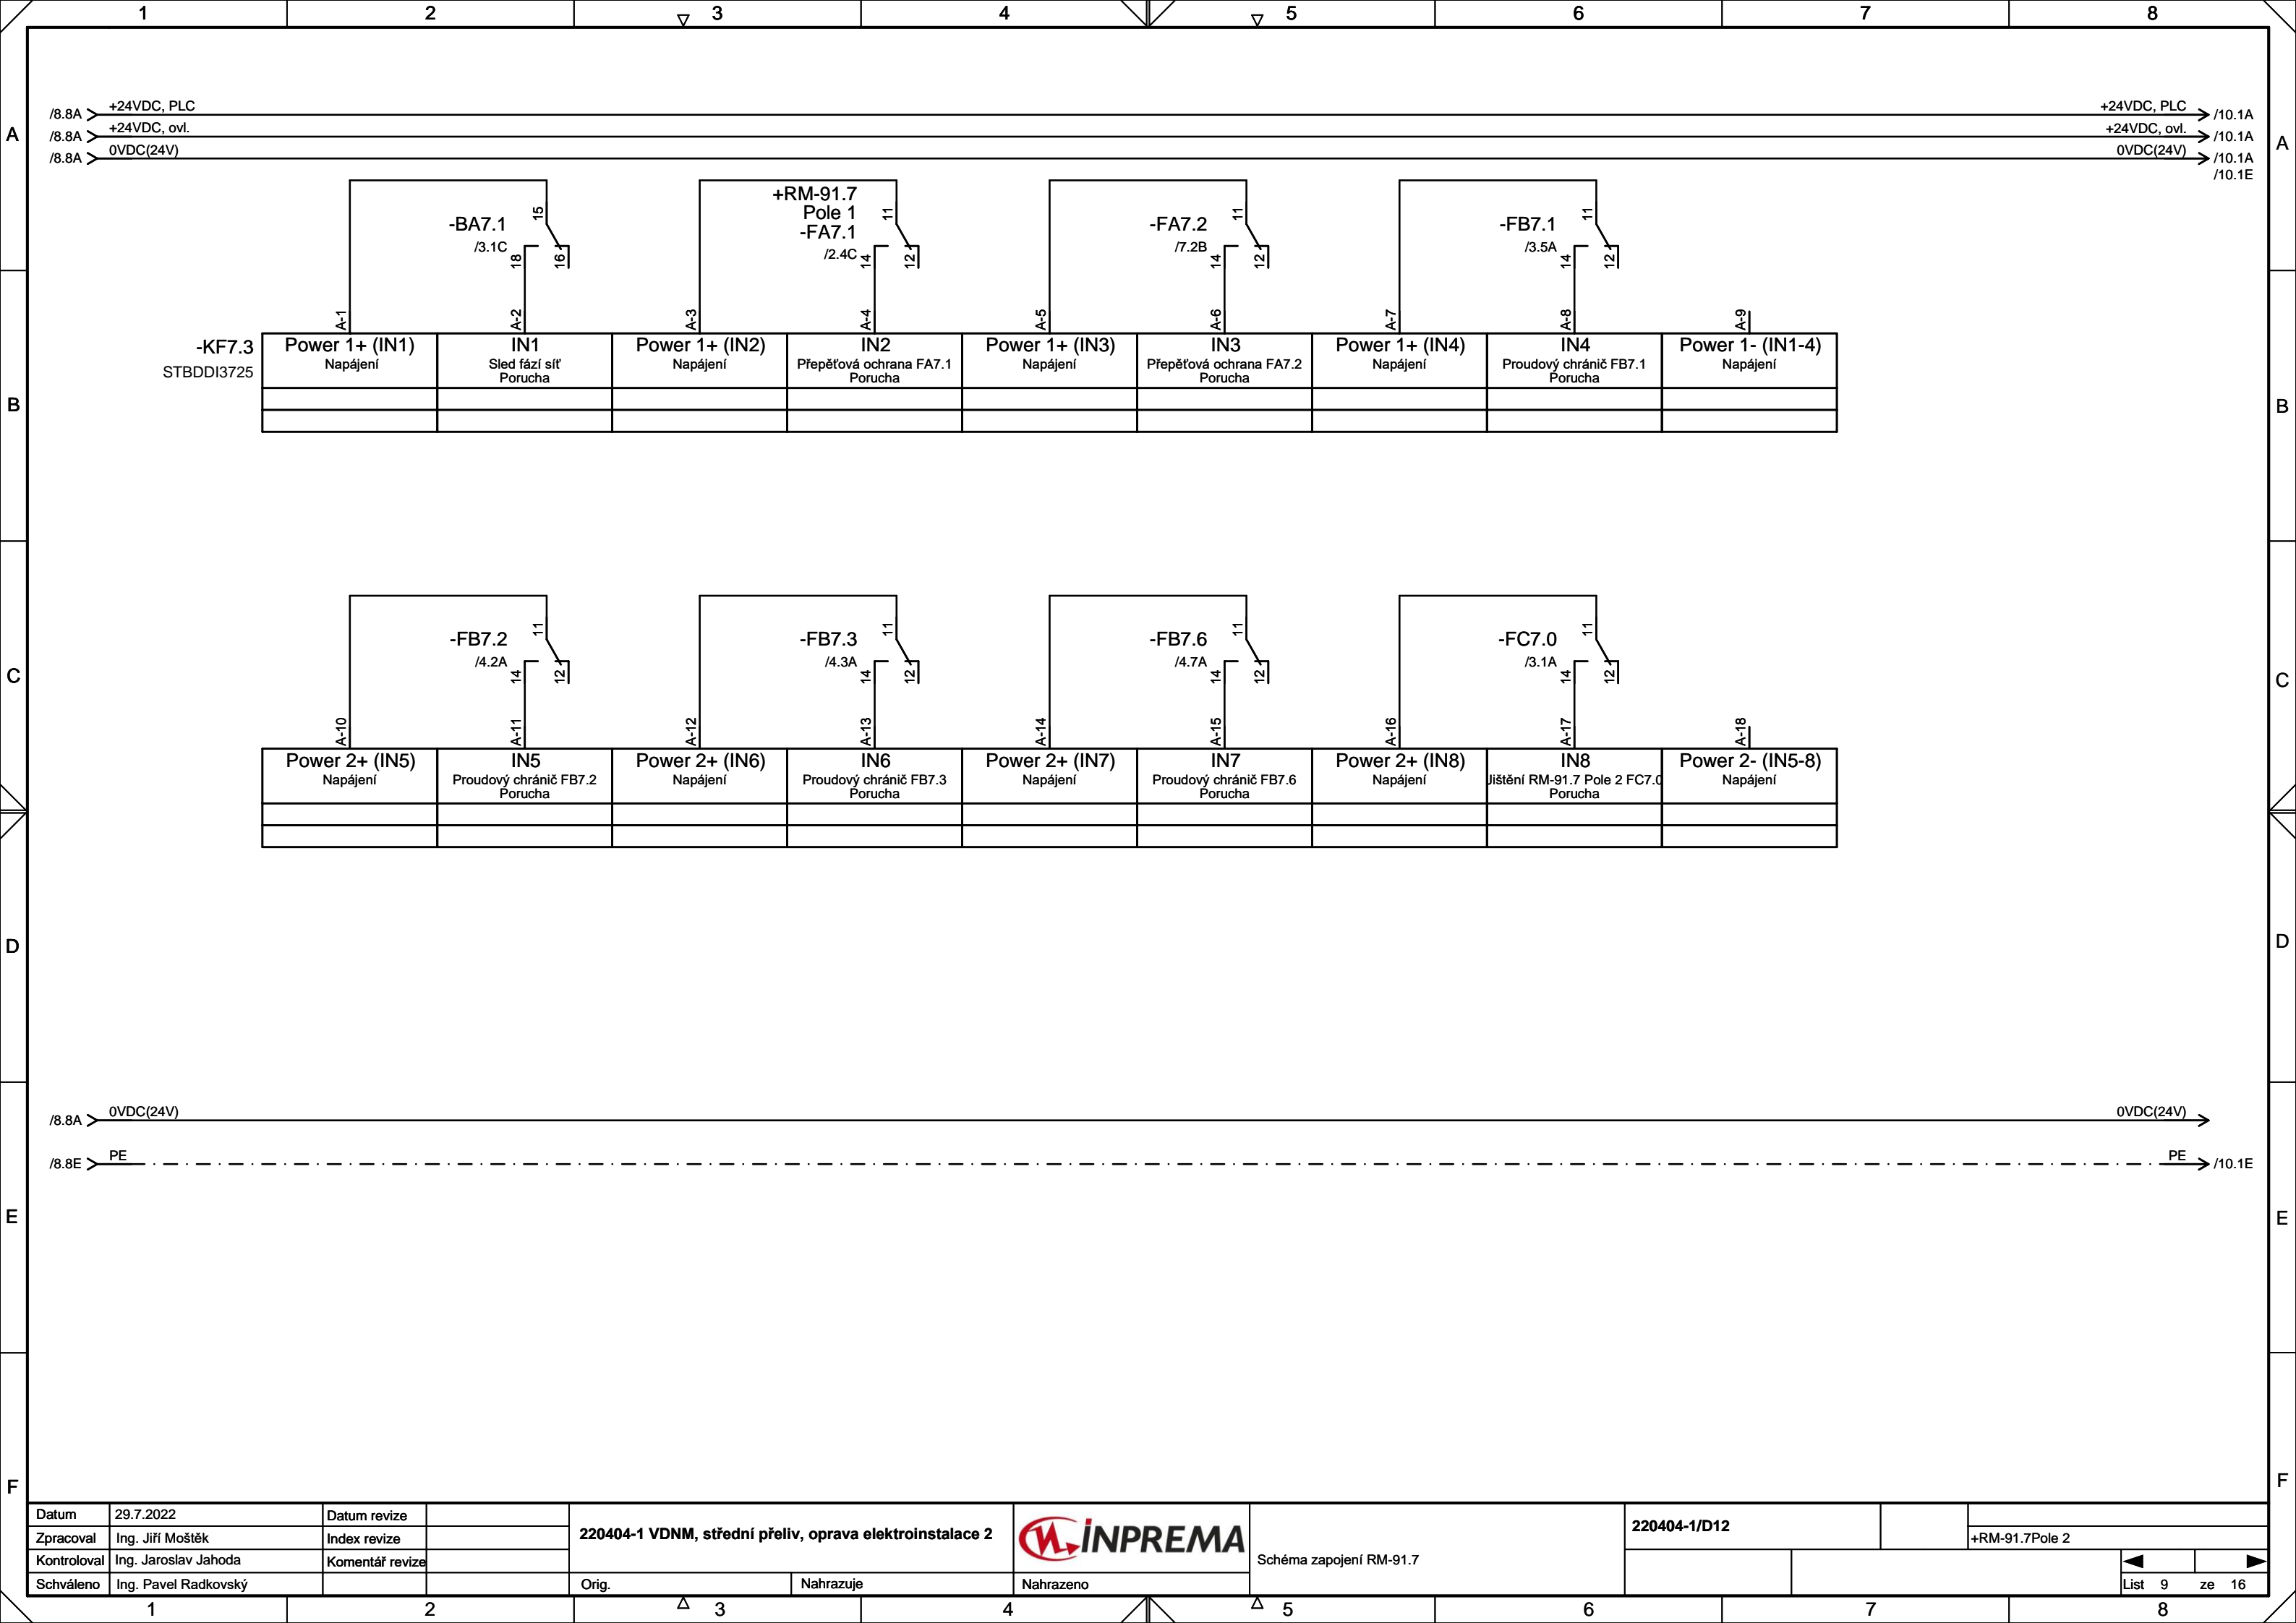 1 2 3 4 5 6 7 8
A
/8.8A +24VDC, PLC
+24VDC, PLC /10.1A
/8.8A +24VDC, ovl.
+24VDC, ovl. /10.1A
/8.8A 0VDC(24V)
0VDC(24V) /10.1A
/10.1E
A
-BA7.1
/3.1C
15
18
16
+RM-91.7
Pole 1
-FA7.1
/2.4C
11
14
12
-FA7.2
/7.2B
11
14
12
-FB7.1
/3.5A
11
14
12
A-1 A-2 A-3 A-4 A-5 A-6 A-7 A-8 A-9
-KF7.3
STBDDI3725
Power 1+ (IN1)
Napájení
IN1
Sled fází síť
Porucha
Power 1+ (IN2)
Napájení
IN2
Přepěťová ochrana FA7.1
Porucha
Power 1+ (IN3)
Napájení
IN3
Přepěťová ochrana FA7.2
Porucha
Power 1+ (IN4)
Napájení
IN4
Proudový chránič FB7.1
Porucha
Power 1- (IN1-4)
Napájení
B
B
-FB7.2
/4.2A
11
14
12
-FB7.3
/4.3A
11
14
12
-FB7.6
/4.7A
11
14
12
-FC7.0
/3.1A
11
14
12
C
C
A-10 A-11 A-12 A-13 A-14 A-15 A-16 A-17 A-18
Power 2+ (IN5)
Napájení
IN5
Proudový chránič FB7.2
Porucha
Power 2+ (IN6)
Napájení
IN6
Proudový chránič FB7.3
Porucha
Power 2+ (IN7)
Napájení
IN7
Proudový chránič FB7.6
Porucha
Power 2+ (IN8)
Napájení
IN8
Jištění RM-91.7 Pole 2 FC7.0
Porucha
Power 2- (IN5-8)
Napájení
D
D
/8.8A 0VDC(24V)
0VDC(24V)
/8.8E PE
PE /10.1E
E
E
F
F
Datum 29.7.2022 Datum revize
Zpracoval Ing. Jiří Moštěk Index revize
Kontroloval Ing. Jaroslav Jahoda Komentář revize
Schváleno Ing. Pavel Radkovský
220404-1 VDNM, střední přeliv, oprava elektroinstalace 2
Orig. Nahrazuje Nahrazeno
INPREMA
Schéma zapojení RM-91.7
220404-1/D12
+RM-91.7Pole 2
List 9 ze 16
1 2 3 4 5 6 7 8